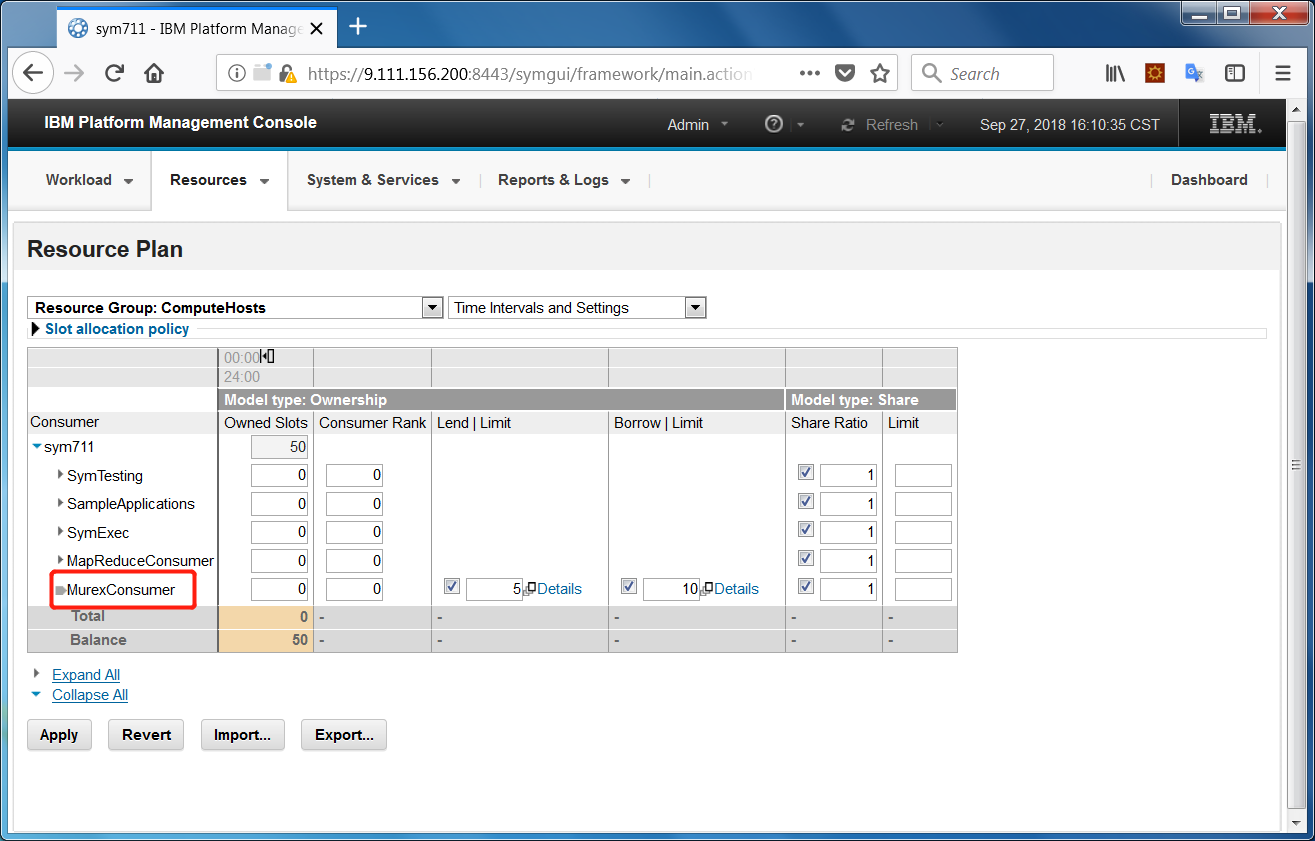 sym711 - IBM Platform Manage
https://9.111.156.200:8443/symgui/framework/main.action
Search
IBM Platform Management Console
Admin
Refresh
Sep 27, 2018 16:10:35 CST
IBM.
Workload
Resources
System & Services
Reports & Logs
Dashboard
Resource Plan
Resource Group: ComputeHosts
Time Intervals and Settings
Slot allocation policy
00:00
24:00
Model type: Ownership Model type: Share
Consumer Owned Slots Consumer Rank Lend | Limit Borrow | Limit Share Ratio Limit
sym711 50
SymTesting 0 0 1
SampleApplications 0 0 1
SymExec 0 0 1
MapReduceConsumer 0 0 1
MurexConsumer 0 0 5 Details 10 Details 1
Total 0 - - - - -
Balance 50 - - - - -
Expand All
Collapse All
Apply Revert Import... Export...